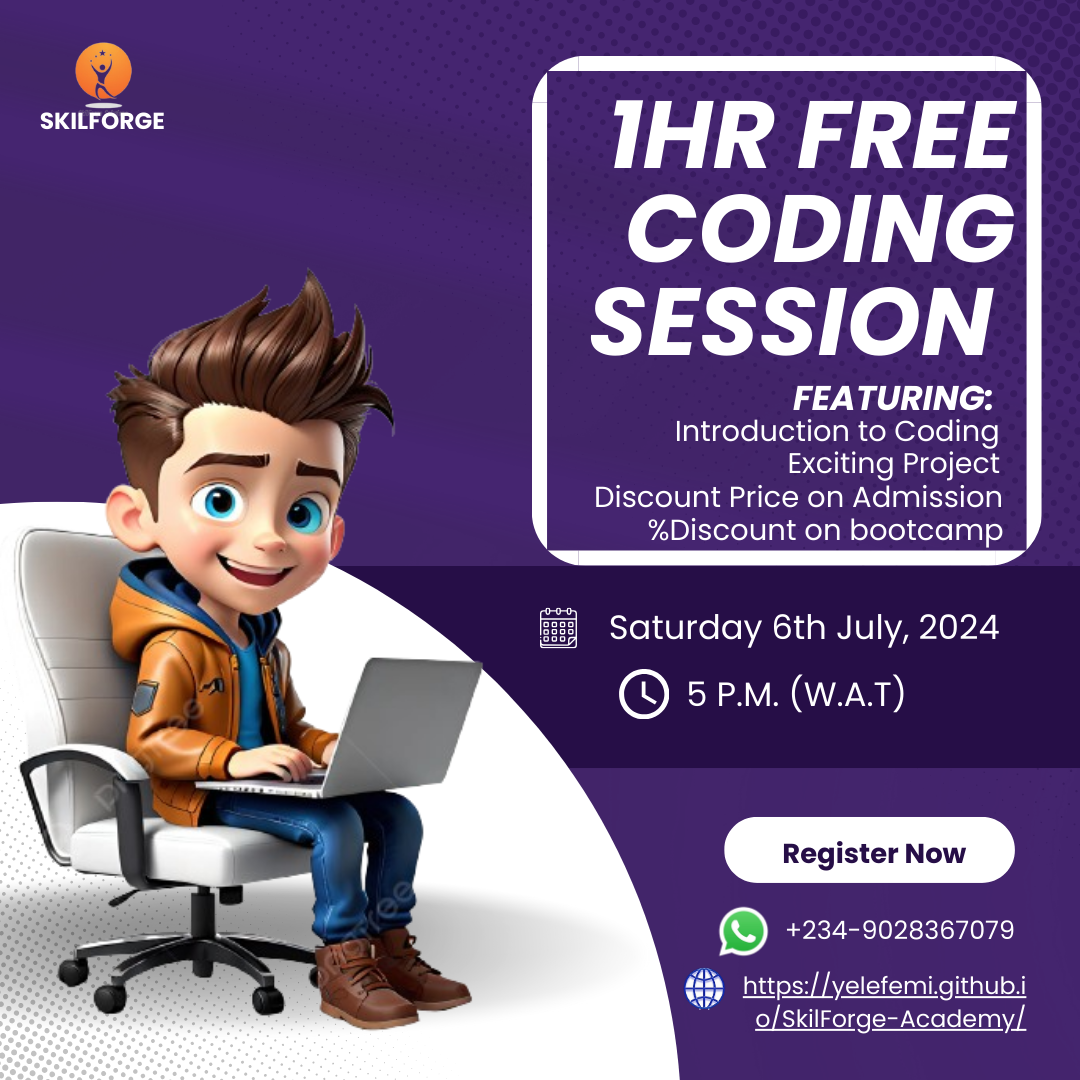 SKILFORGE
1HR FREE
CODING
SESSION
FEATURING:
Introduction to Coding
Exciting Project
Discount Price on Admission
%Discount on bootcamp
Saturday 6th July, 2024
5 P.M. (W.A.T)
Register Now
+234-9028367079
https://yelefemi.github.i
o/SkilForge-Academy/